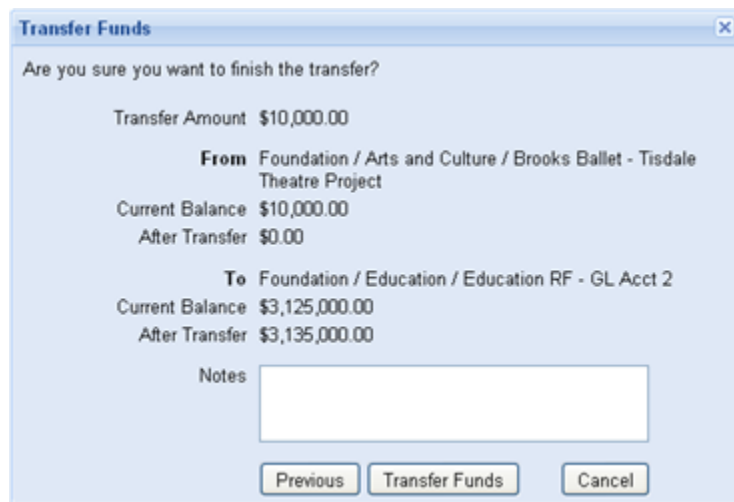 Transfer Funds
Are you sure you want to finish the transfer?
Transfer Amount $10,000.00
From Foundation / Arts and Culture / Brooks Ballet - Tisdale
Theatre Project
Current Balance $10,000.00
After Transfer $0.00
To Foundation / Education / Education RF - GL Acct 2
Current Balance $3,125,000.00
After Transfer $3,135,000.00
Notes
Previous Transfer Funds Cancel